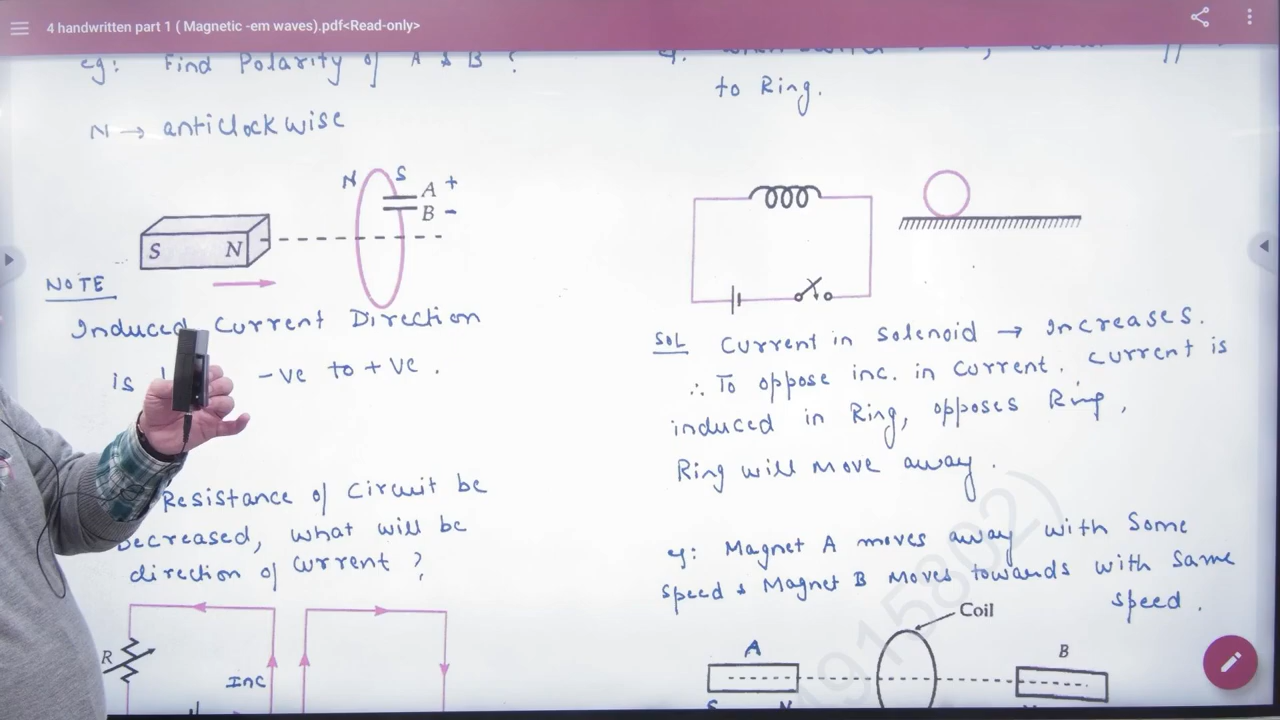 4 handwritten part 1 ( Magnetic -em waves).pdf<Read-only>
eg: Find Polarity of A & B ?
N → anticlockwise
N S
A +
B -
S N
NOTE
Induced Current Direction
is -ve to +ve .
Resistance of Circuit be
Decreased, what will be
direction of current ?
R
Inc
to Ring.
SOL Current in Solenoid → Increases.
∴ To oppose inc. in current. current is
induced in Ring, opposes Ring,
Ring will move away.
eg: Magnet A moves away with Some
speed & Magnet B Moves towards with same
speed.
Coil
A
B
S N